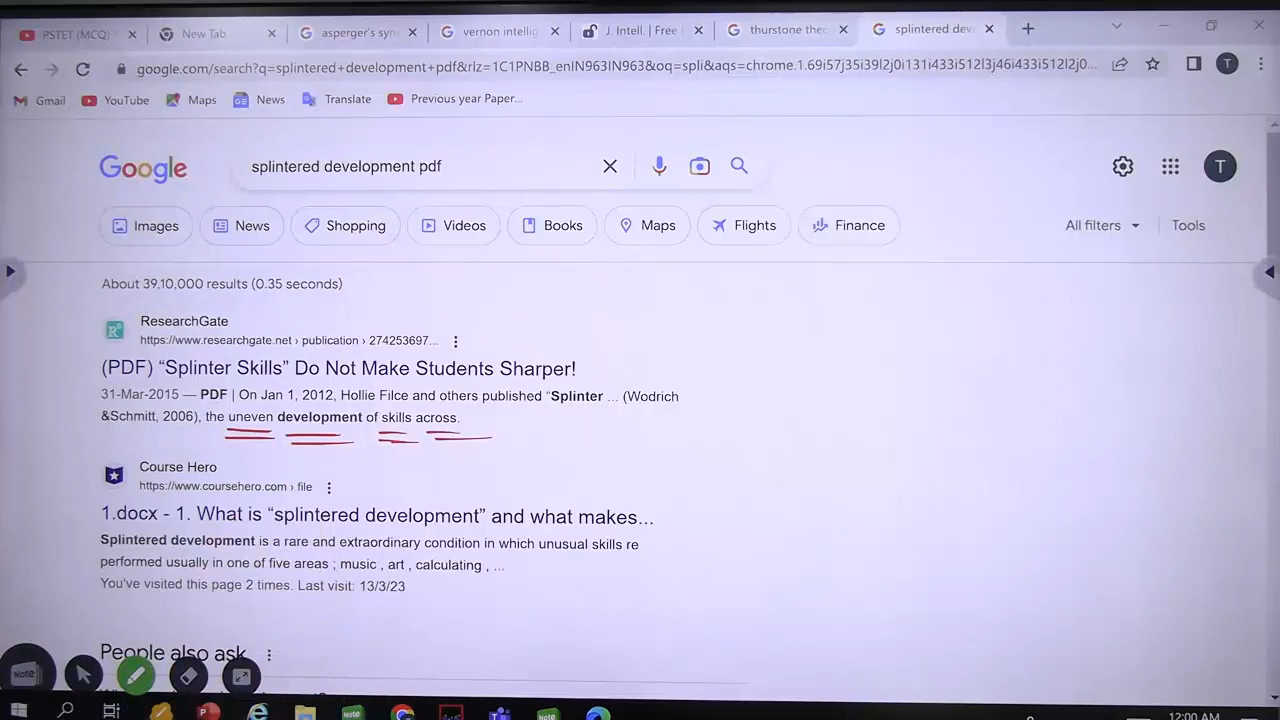 PSTET (MCQ)
New Tab
asperger's syn
vernon intellig
J. Intell. | Free
thurstone theo
splintered dev
google.com/search?q=splintered+development+pdf&rlz=1C1PNBB_enIN963IN963&oq=spli&aqs=chrome.1.69i57j35i39l2j0i131i433i512l3j46i433i512l2j0...
T
Gmail
YouTube
Maps
News
Translate
Previous year Paper...
Google
splintered development pdf
T
Images
News
Shopping
Videos
Books
Maps
Flights
Finance
All filters
Tools
About 39,10,000 results (0.35 seconds)
ResearchGate
https://www.researchgate.net › publication › 274253697...
(PDF) “Splinter Skills” Do Not Make Students Sharper!
31-Mar-2015 — PDF | On Jan 1, 2012, Hollie Filce and others published “Splinter ... (Wodrich
&Schmitt, 2006), the uneven development of skills across.
Course Hero
https://www.coursehero.com › file
1.docx - 1. What is “splintered development” and what makes...
Splintered development is a rare and extraordinary condition in which unusual skills re
performed usually in one of five areas ; music , art , calculating , ...
You've visited this page 2 times. Last visit: 13/3/23
People also ask
Note
12:00 AM